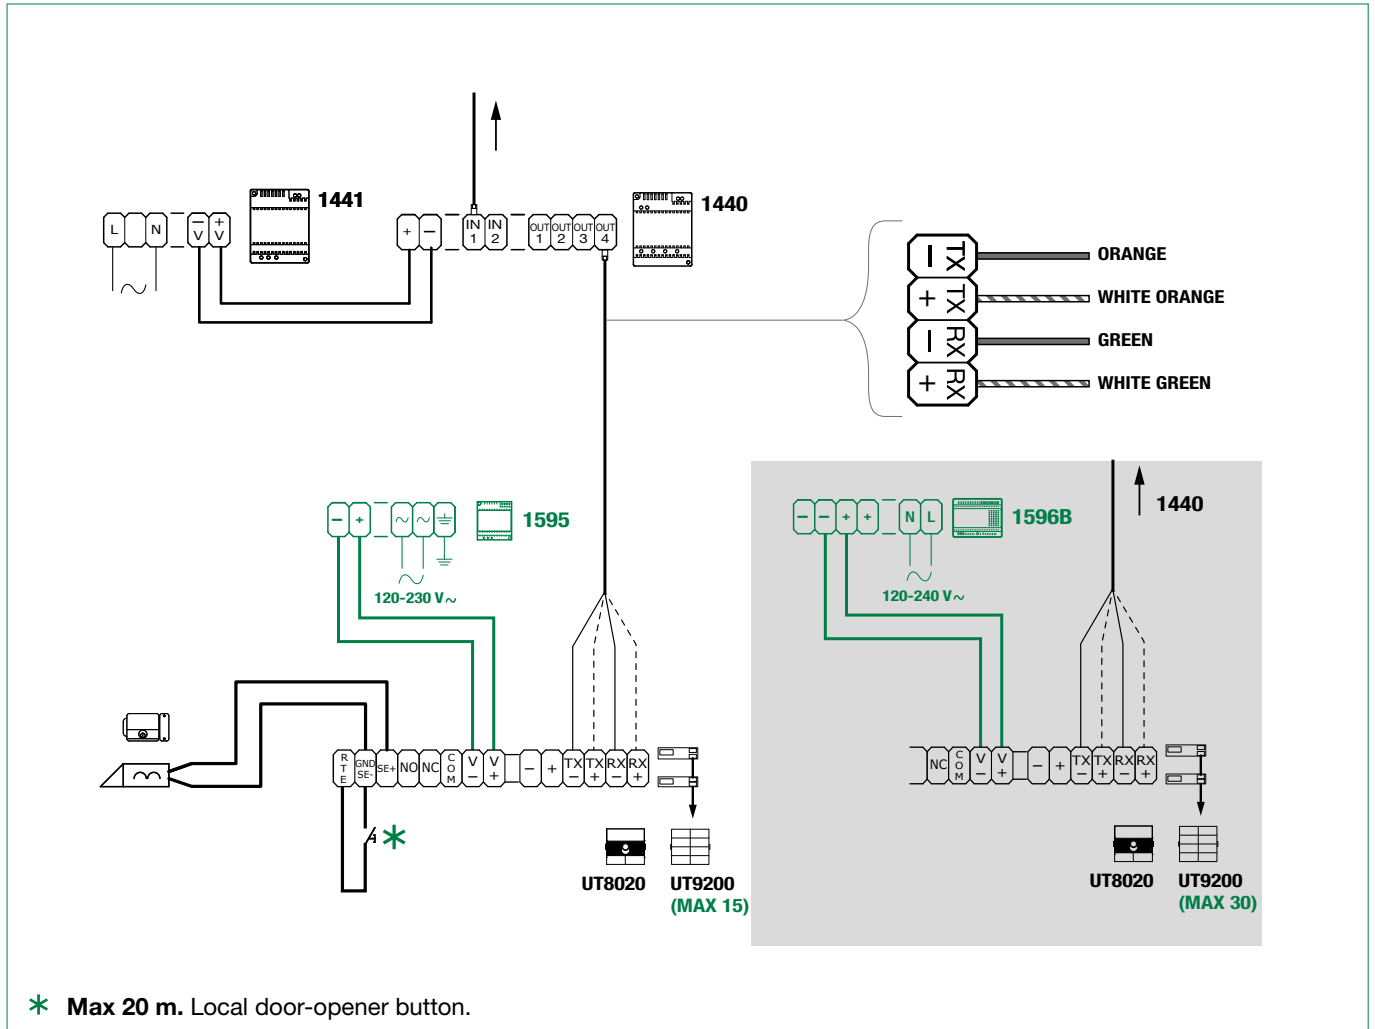 1441
1440
L N – V + V
+ – IN 1 IN 2 OUT 1 OUT 2 OUT 3 OUT 4
TX – ORANGE
TX + WHITE ORANGE
RX – GREEN
RX + WHITE GREEN
– + ~ ~ 1595
120-230 V~
RTE GND SE- SE+ NO NC COM V – V + – + TX – TX + RX – RX +
UT8020 UT9200
(MAX 15)
1440
– – + + N L 1596B
120-240 V~
NC COM V – V + – + TX – TX + RX – RX +
UT8020 UT9200
(MAX 30)
* Max 20 m. Local door-opener button.